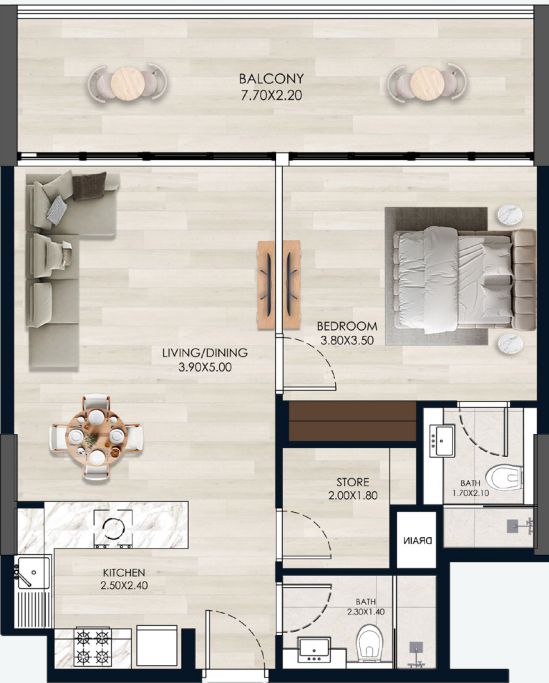 BALCONY
7.70X2.20
BEDROOM
3.80X3.50
LIVING/DINING
3.90X5.00
STORE
2.00X1.80
BATH
1.70X2.10
DRAIN
KITCHEN
2.50X2.40
BATH
2.30X1.40